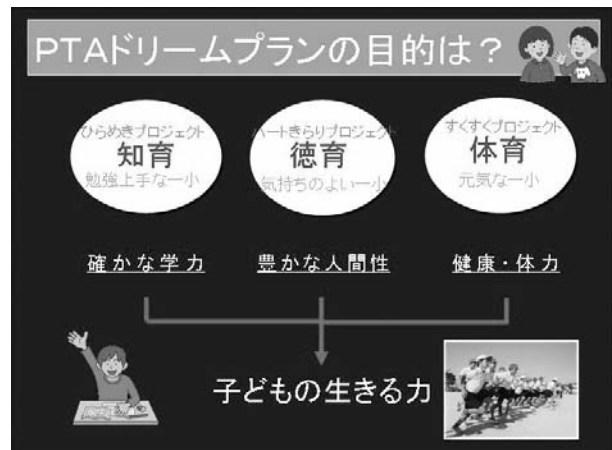 PTAドリームプランの目的は？
ひらめきプロジェクト
知育
勉強上手な一小
ハートきらりプロジェクト
徳育
気持ちのよい一小
すくすくプロジェクト
体育
元気な一小
確かな学力
豊かな人間性
健康・体力
子どもの生きる力